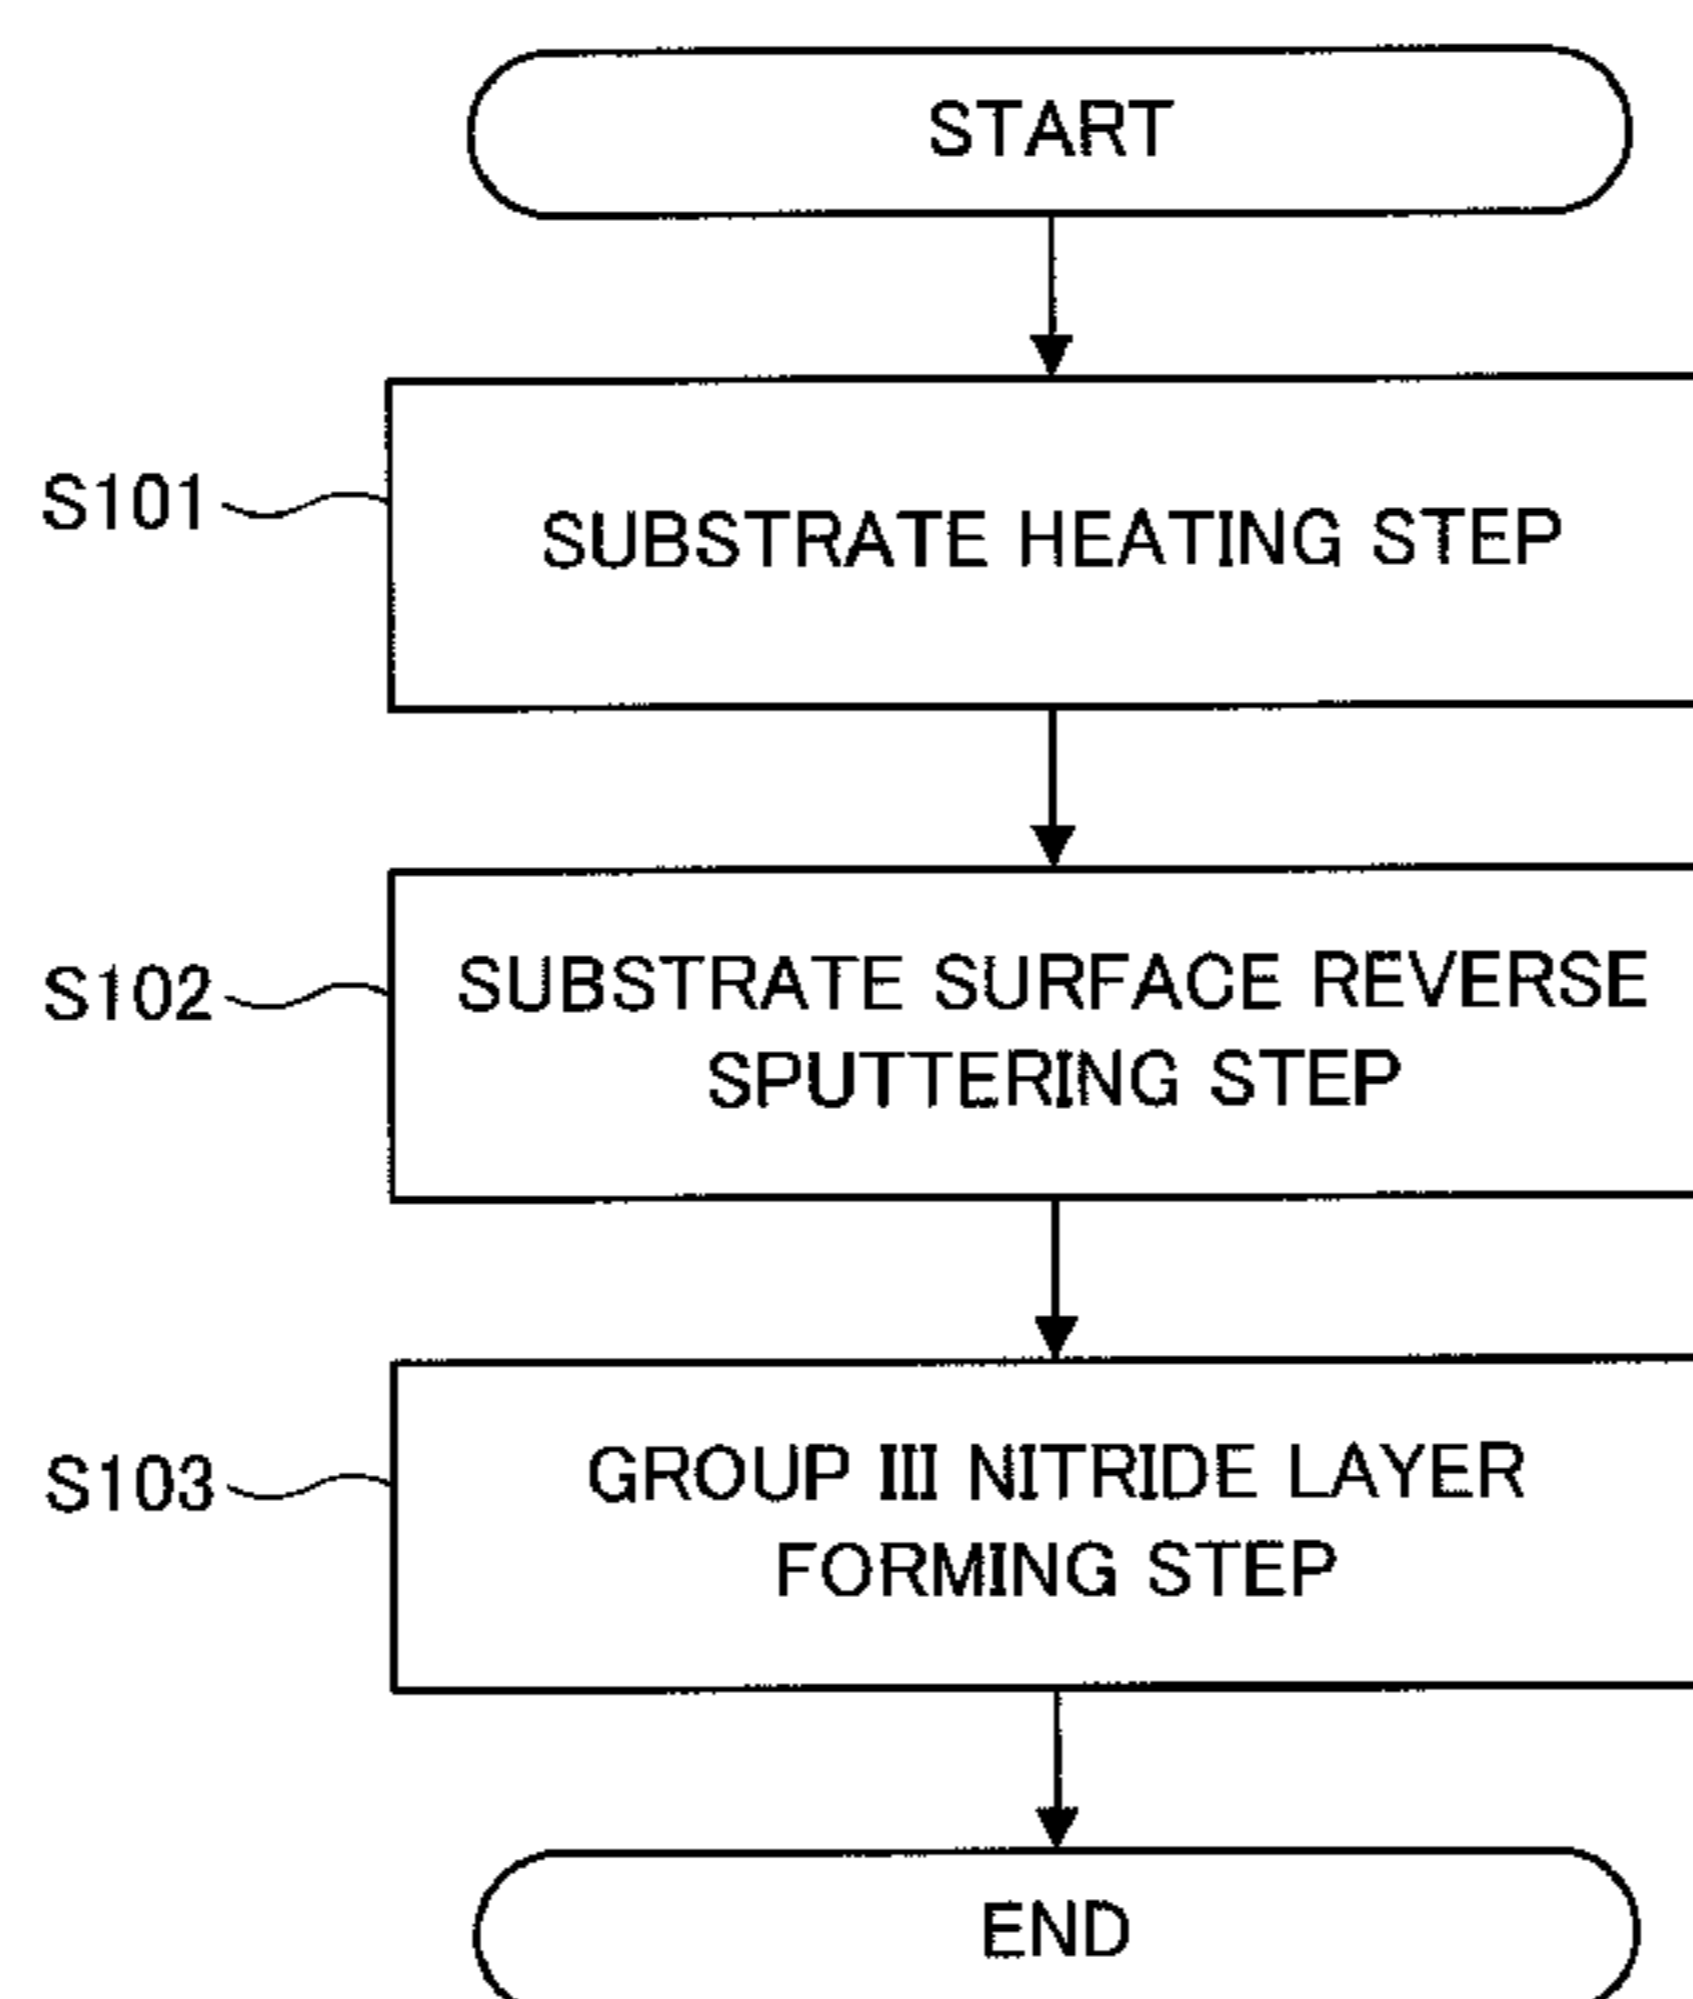 START
S101
SUBSTRATE HEATING STEP
S102
SUBSTRATE SURFACE REVERSE
SPUTTERING STEP
S103
GROUP III NITRIDE LAYER
FORMING STEP
END